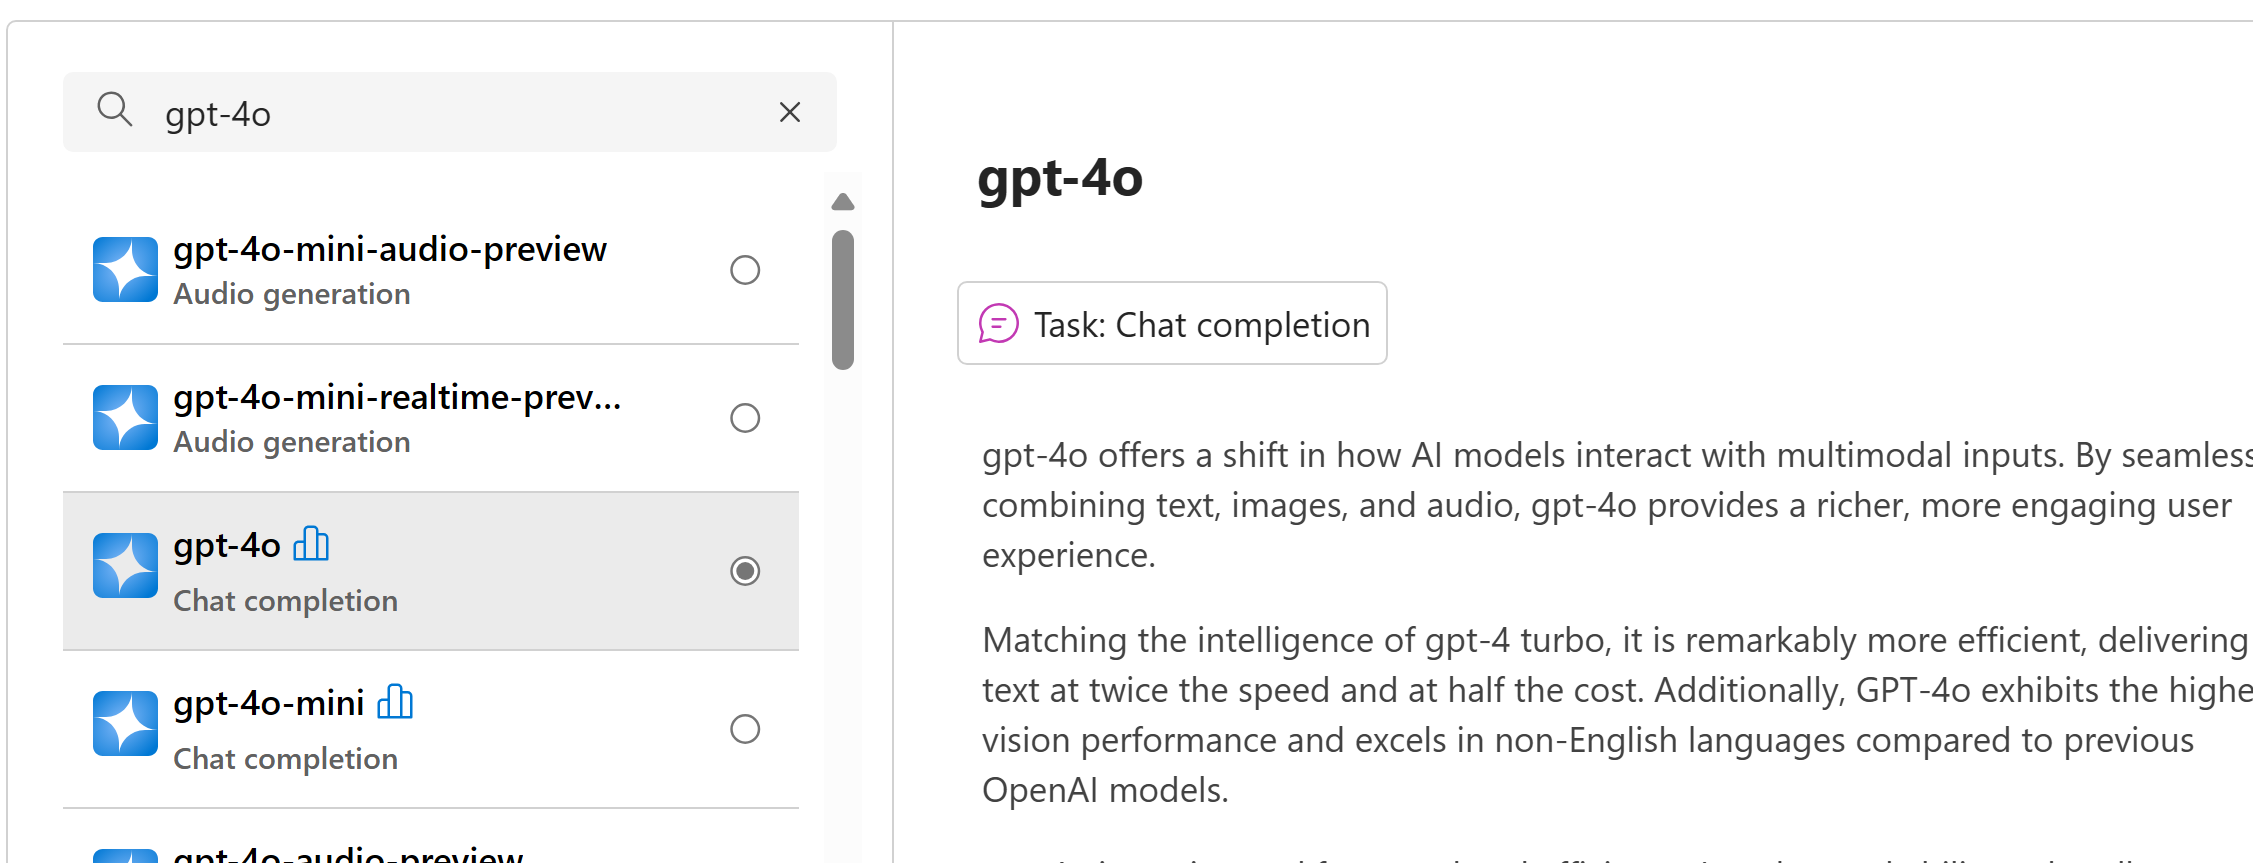 gpt-4o
gpt-4o-mini-audio-preview
Audio generation
gpt-4o-mini-realtime-prev...
Audio generation
gpt-4o
Chat completion
gpt-4o-mini
Chat completion
gpt-4o-audio-preview
gpt-4o
Task: Chat completion
gpt-4o offers a shift in how AI models interact with multimodal inputs. By seamless
combining text, images, and audio, gpt-4o provides a richer, more engaging user
experience.
Matching the intelligence of gpt-4 turbo, it is remarkably more efficient, delivering
text at twice the speed and at half the cost. Additionally, GPT-4o exhibits the highe
vision performance and excels in non-English languages compared to previous
OpenAI models.